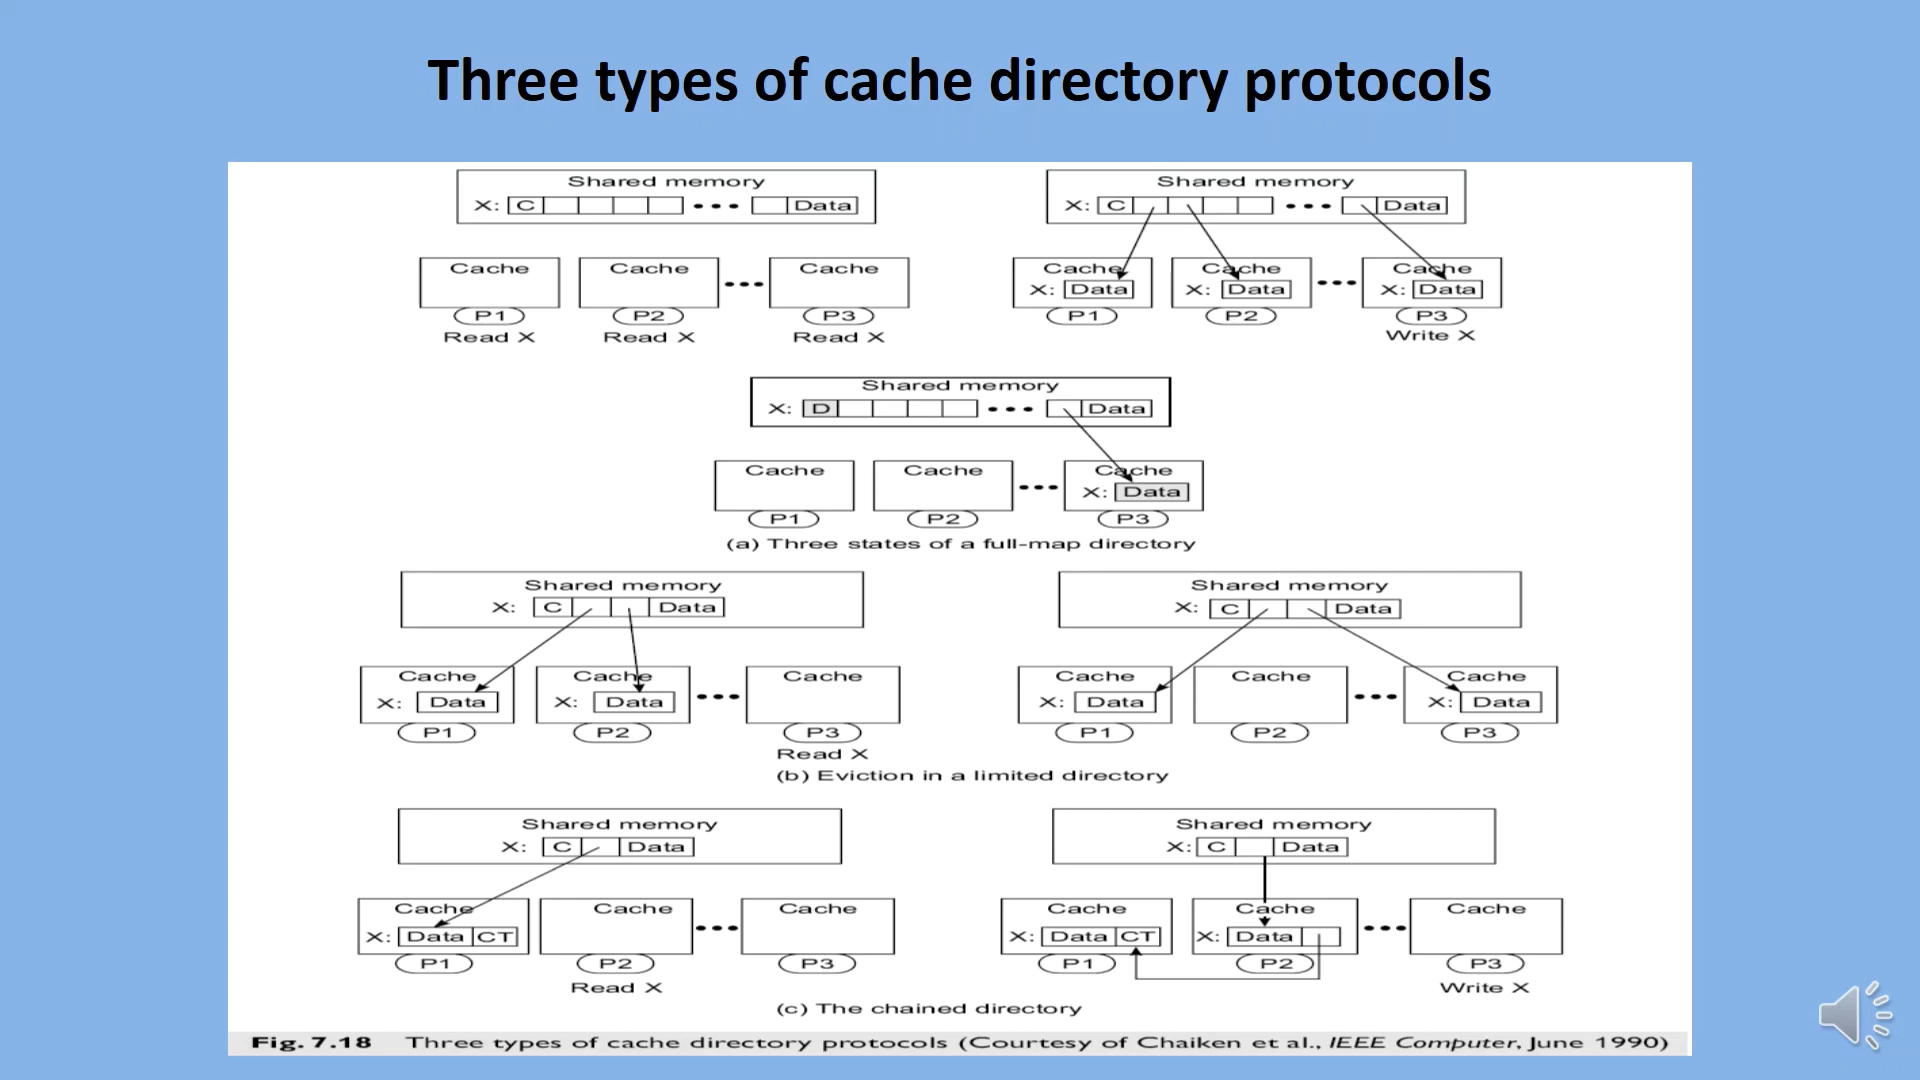 Three types of cache directory protocols
Shared memory
X: C Data
Cache Cache Cache
P1 P2 P3
Read X Read X Read X
Shared memory
X: C Data
Cache Cache Cache
X: Data X: Data X: Data
P1 P2 P3
Write X
Shared memory
X: D Data
Cache Cache Cache
X: Data
P1 P2 P3
(a) Three states of a full-map directory
Shared memory
X: C Data
Cache Cache Cache
X: Data X: Data
P1 P2 P3
Read X
Shared memory
X: C Data
Cache Cache Cache
X: Data X: Data
P1 P2 P3
(b) Eviction in a limited directory
Shared memory
X: C Data
Cache Cache Cache
X: Data CT
P1 P2 P3
Read X
Shared memory
X: C Data
Cache Cache Cache
X: Data CT X: Data
P1 P2 P3
Write X
(c) The chained directory
Fig. 7.18 Three types of cache directory protocols (Courtesy of Chaiken et al., IEEE Computer, June 1990)